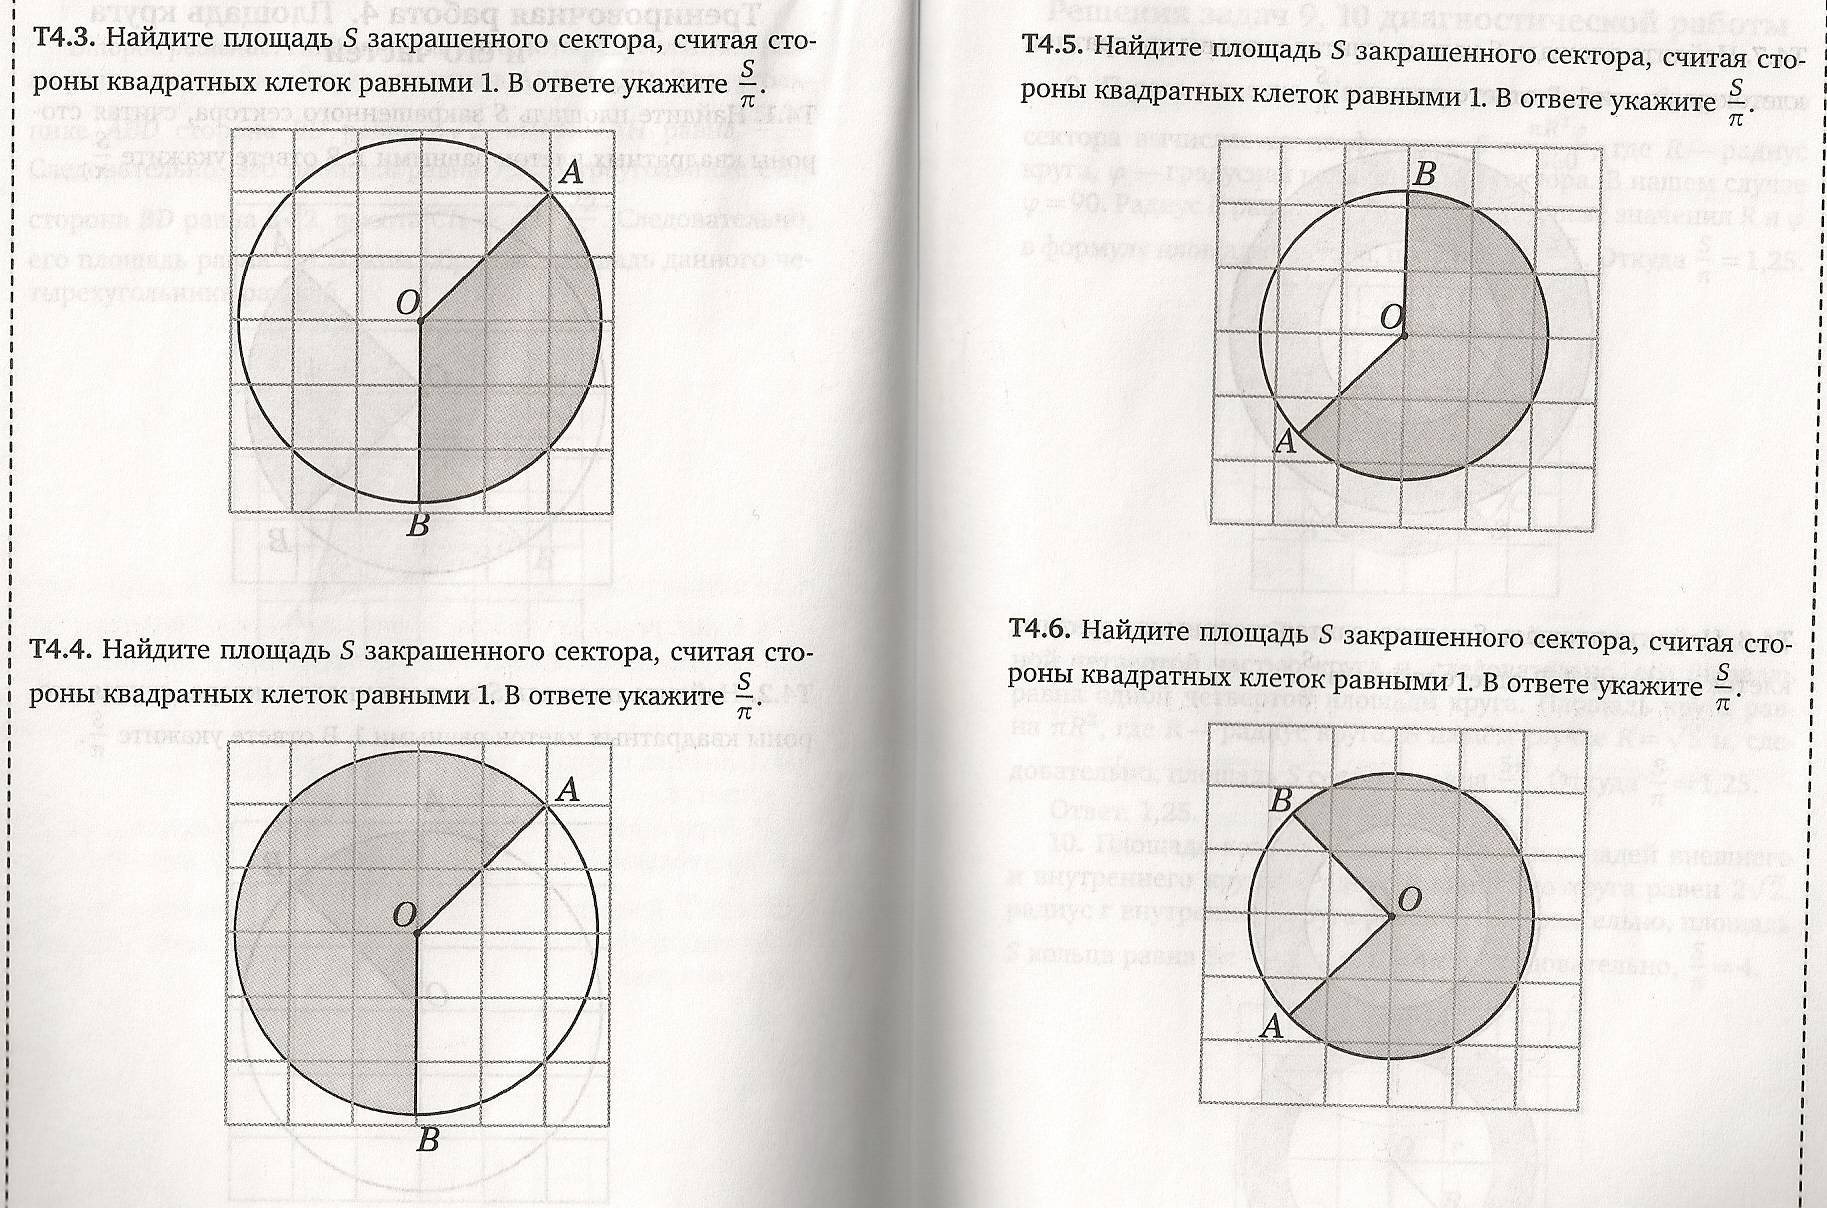 Т4.3. Найдите площадь S закрашенного сектора, считая сто-
роны квадратных клеток равными 1. В ответе укажите S/π.
A
O
B
Т4.4. Найдите площадь S закрашенного сектора, считая сто-
роны квадратных клеток равными 1. В ответе укажите S/π.
A
O
B
Т4.5. Найдите площадь S закрашенного сектора, считая сто-
роны квадратных клеток равными 1. В ответе укажите S/π.
B
O
A
Т4.6. Найдите площадь S закрашенного сектора, считая сто-
роны квадратных клеток равными 1. В ответе укажите S/π.
B
O
A